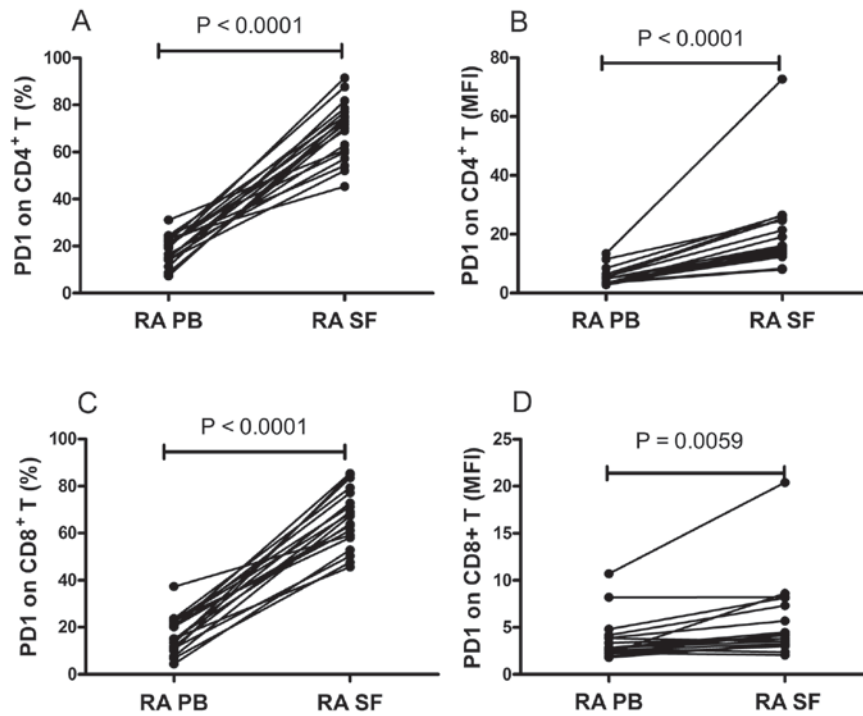 A
P < 0.0001
PD1 on CD4⁺ T (%)
100
80
60
40
20
0
RA PB
RA SF
B
P < 0.0001
PD1 on CD4⁺ T (MFI)
80
60
40
20
0
RA PB
RA SF
C
P < 0.0001
PD1 on CD8⁺ T (%)
100
80
60
40
20
0
RA PB
RA SF
D
P = 0.0059
PD1 on CD8+ T (MFI)
25
20
15
10
5
0
RA PB
RA SF